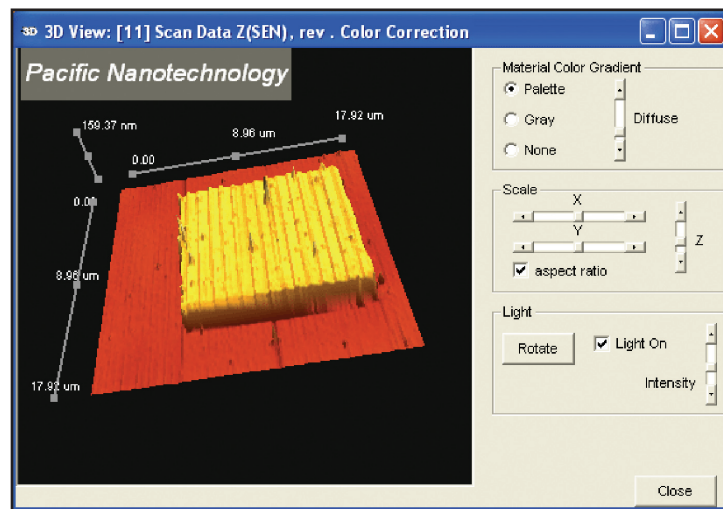 3D 3D View: [11] Scan Data Z(SEN), rev . Color Correction
Pacific Nanotechnology
17.92 um
159.37 nm
8.96 um
0.00
0.00
8.96 um
17.92 um
Material Color Gradient
Palette
Gray
None
Diffuse
Scale
X
Y
Z
aspect ratio
Light
Rotate
Light On
Intensity
Close